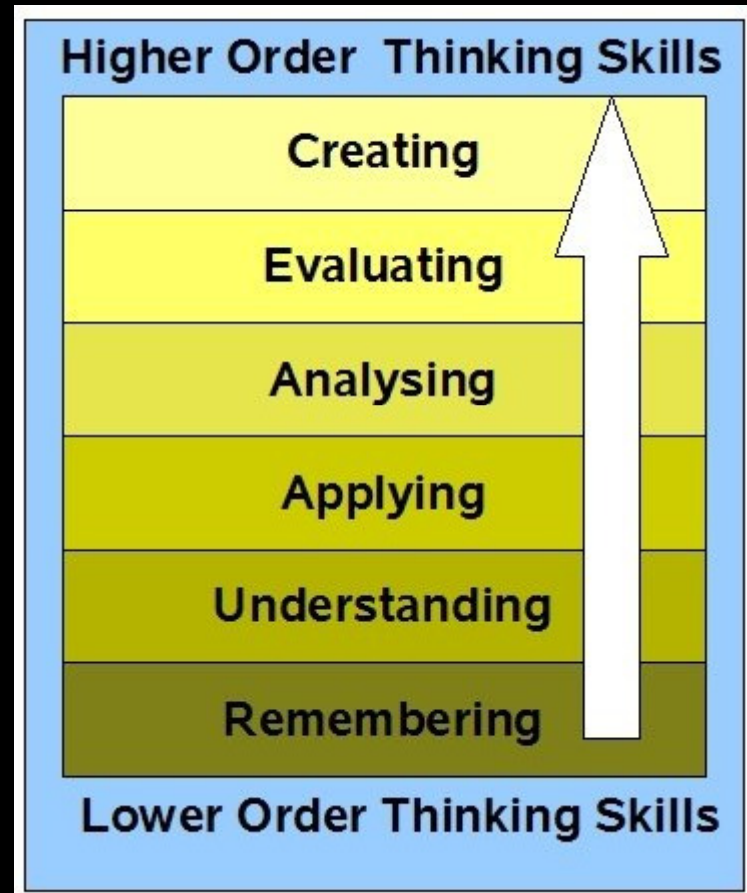 Higher Order Thinking Skills
Creating
Evaluating
Analysing
Applying
Understanding
Remembering
Lower Order Thinking Skills